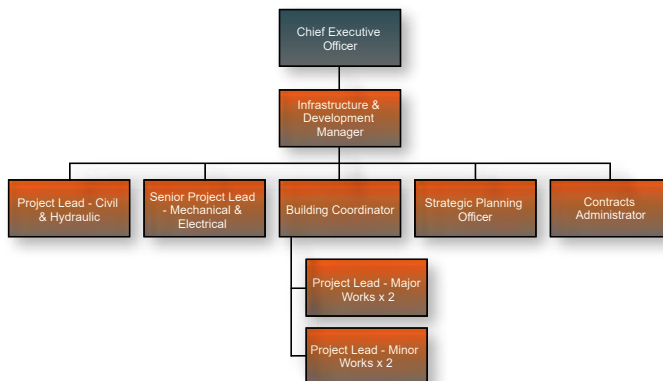 Chief Executive
Officer
Infrastructure &
Development
Manager
Project Lead - Civil
& Hydraulic
Senior Project Lead
- Mechanical &
Electrical
Building Coordinator
Strategic Planning
Officer
Contracts
Administrator
Project Lead - Major
Works x 2
Project Lead - Minor
Works x 2